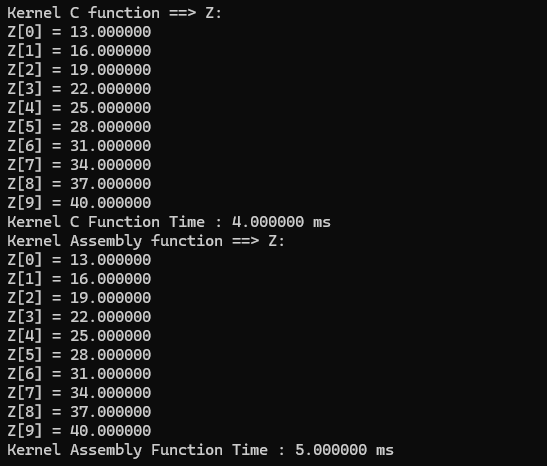 Kernel C function ==> Z:
Z[0] = 13.000000
Z[1] = 16.000000
Z[2] = 19.000000
Z[3] = 22.000000
Z[4] = 25.000000
Z[5] = 28.000000
Z[6] = 31.000000
Z[7] = 34.000000
Z[8] = 37.000000
Z[9] = 40.000000
Kernel C Function Time : 4.000000 ms
Kernel Assembly function ==> Z:
Z[0] = 13.000000
Z[1] = 16.000000
Z[2] = 19.000000
Z[3] = 22.000000
Z[4] = 25.000000
Z[5] = 28.000000
Z[6] = 31.000000
Z[7] = 34.000000
Z[8] = 37.000000
Z[9] = 40.000000
Kernel Assembly Function Time : 5.000000 ms